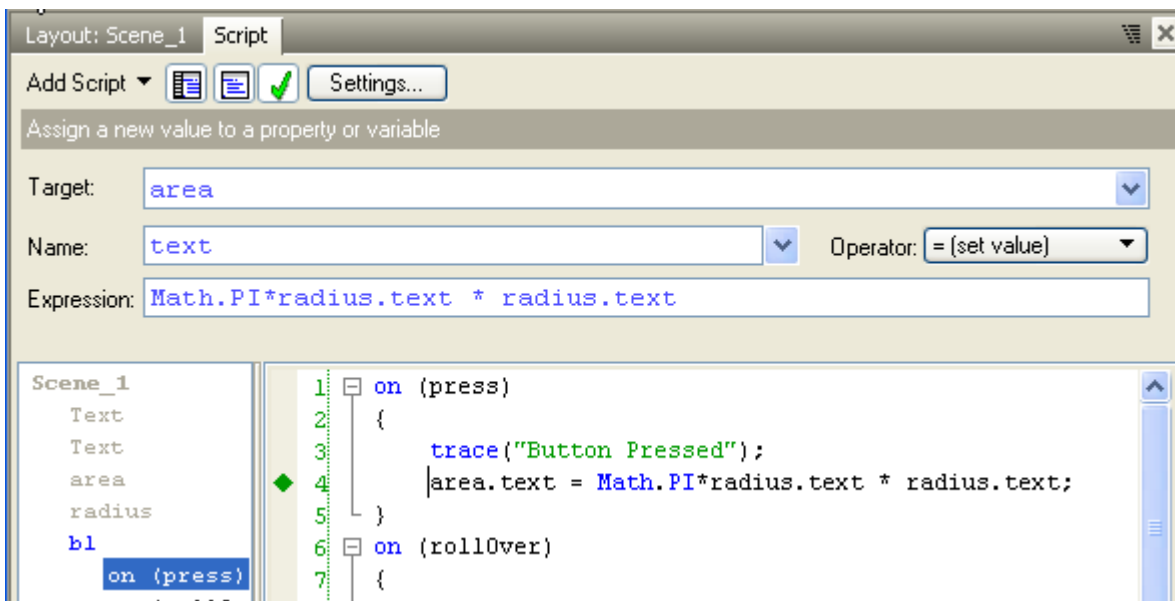 Layout: Scene_1 Script
Add Script Settings...
Assign a new value to a property or variable
Target: area
Name: text Operator: = (set value)
Expression: Math.PI*radius.text * radius.text
Scene_1
Text
Text
area
radius
b1
on (press)
1 on (press)
2 {
3 trace("Button Pressed");
4 area.text = Math.PI*radius.text * radius.text;
5 }
6 on (rollOver)
7 {